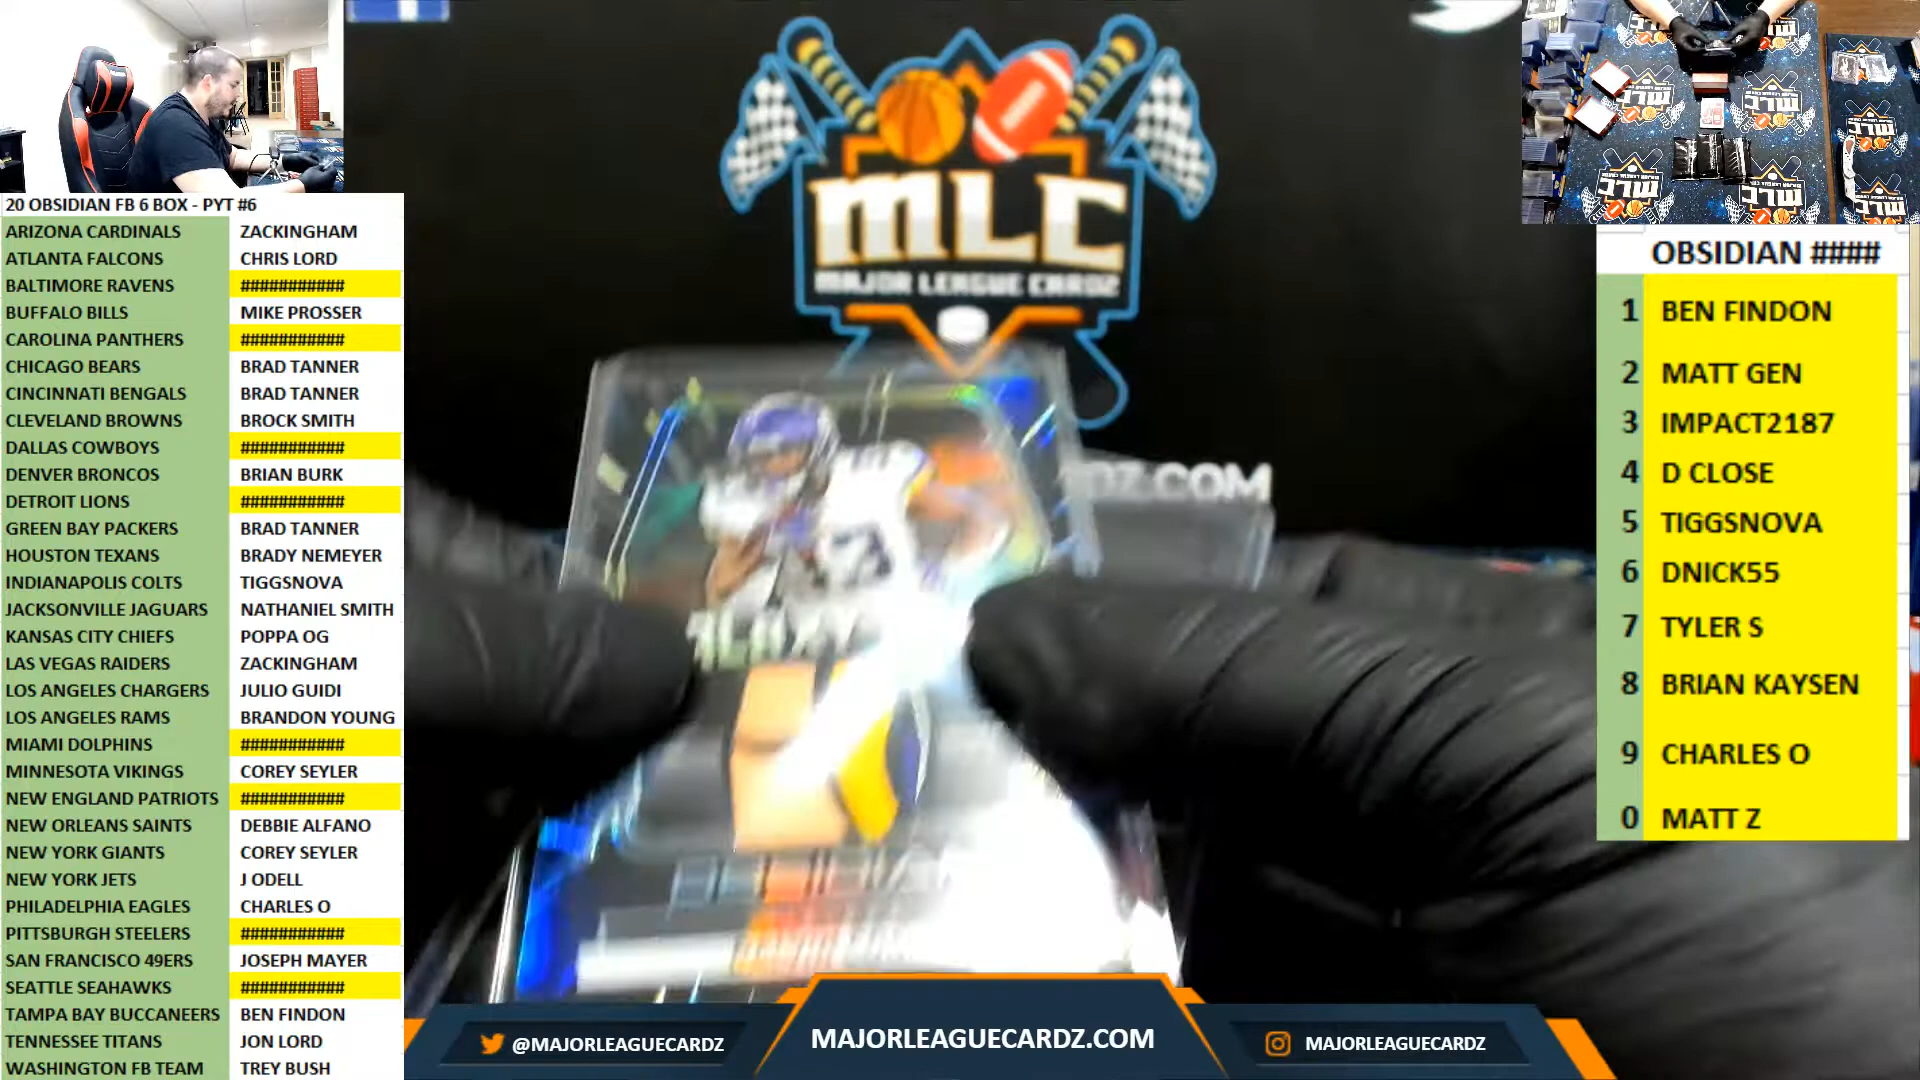 20 OBSIDIAN FB 6 BOX - PYT #6
ARIZONA CARDINALS ZACKINGHAM
ATLANTA FALCONS CHRIS LORD
BALTIMORE RAVENS ###########
BUFFALO BILLS MIKE PROSSER
CAROLINA PANTHERS ###########
CHICAGO BEARS BRAD TANNER
CINCINNATI BENGALS BRAD TANNER
CLEVELAND BROWNS BROCK SMITH
DALLAS COWBOYS ###########
DENVER BRONCOS BRIAN BURK
DETROIT LIONS ###########
GREEN BAY PACKERS BRAD TANNER
HOUSTON TEXANS BRADY NEMEYER
INDIANAPOLIS COLTS TIGGSNOVA
JACKSONVILLE JAGUARS NATHANIEL SMITH
KANSAS CITY CHIEFS POPPA OG
LAS VEGAS RAIDERS ZACKINGHAM
LOS ANGELES CHARGERS JULIO GUIDI
LOS ANGELES RAMS BRANDON YOUNG
MIAMI DOLPHINS ###########
MINNESOTA VIKINGS COREY SEYLER
NEW ENGLAND PATRIOTS ###########
NEW ORLEANS SAINTS DEBBIE ALFANO
NEW YORK GIANTS COREY SEYLER
NEW YORK JETS J ODELL
PHILADELPHIA EAGLES CHARLES O
PITTSBURGH STEELERS ###########
SAN FRANCISCO 49ERS JOSEPH MAYER
SEATTLE SEAHAWKS ###########
TAMPA BAY BUCCANEERS BEN FINDON
TENNESSEE TITANS JON LORD
WASHINGTON FB TEAM TREY BUSH
MLC
MAJOR LEAGUE CARDZ
DZ.COM
@MAJORLEAGUECARDZ
MAJORLEAGUECARDZ.COM
MAJORLEAGUECARDZ
OBSIDIAN ####
1 BEN FINDON
2 MATT GEN
3 IMPACT2187
4 D CLOSE
5 TIGGSNOVA
6 DNICK55
7 TYLER S
8 BRIAN KAYSEN
9 CHARLES O
0 MATT Z